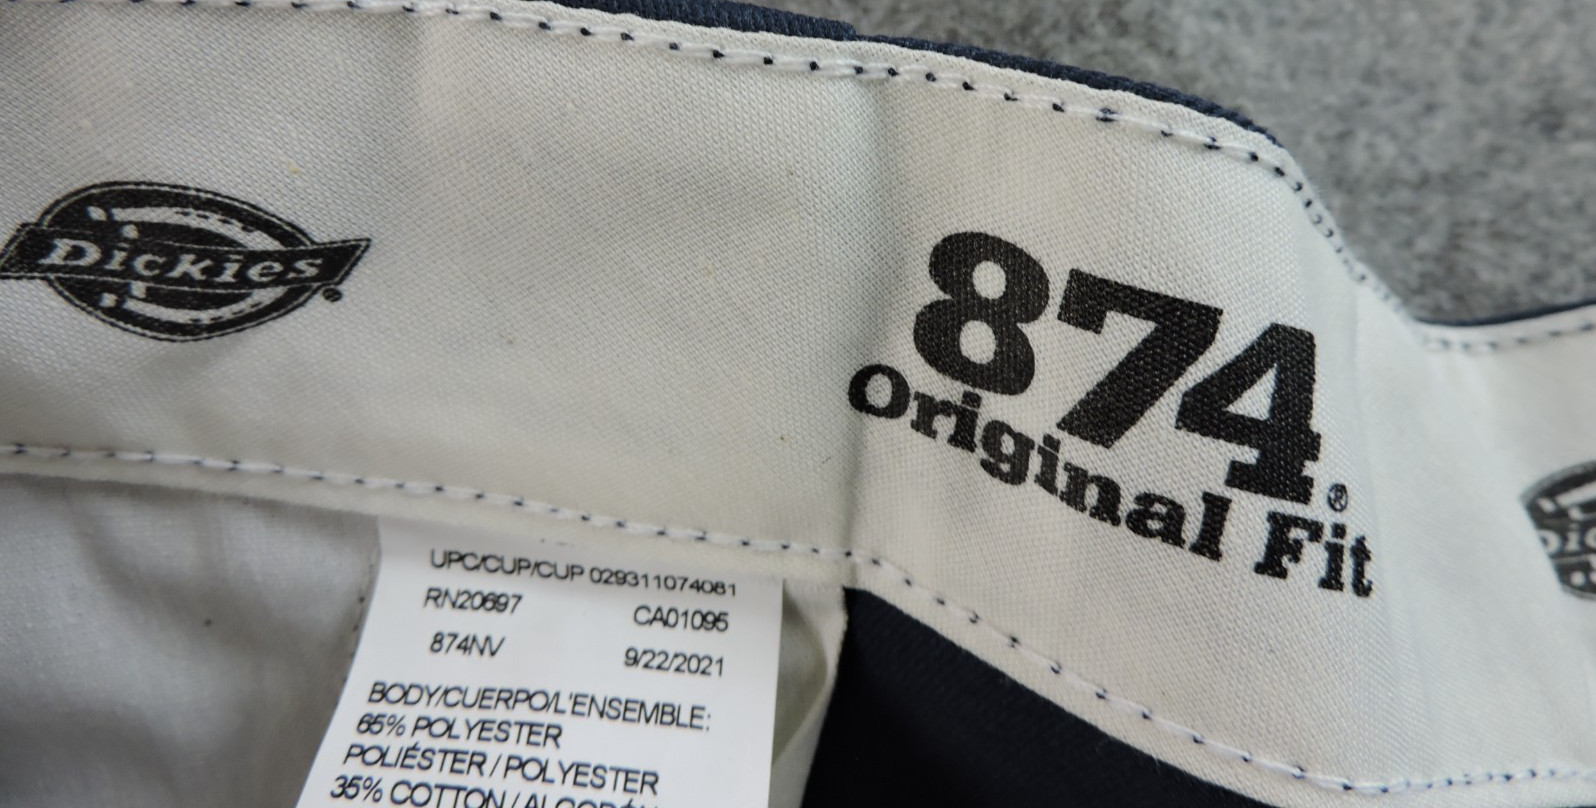 Dickies
874®
Original Fit
UPC/CUP/CUP 029311074081
RN20697 CA01095
874NV 9/22/2021
BODY/CUERPO/L'ENSEMBLE:
65% POLYESTER
POLIÉSTER / POLYESTER
35% COTTON / ALGODÓN